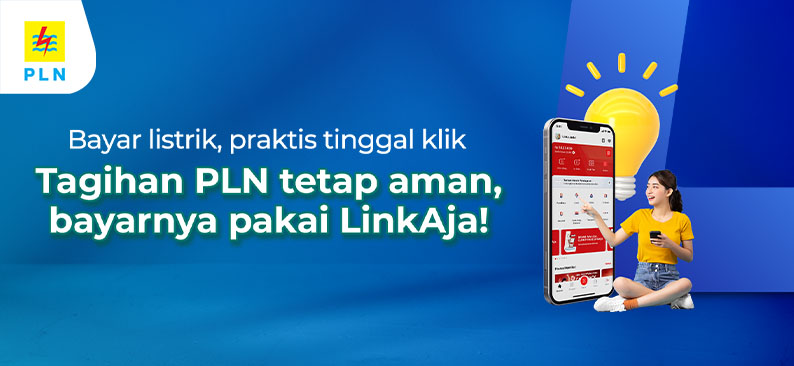 PLN
Bayar listrik, praktis tinggal klik
Tagihan PLN tetap aman,
bayarnya pakai LinkAja!